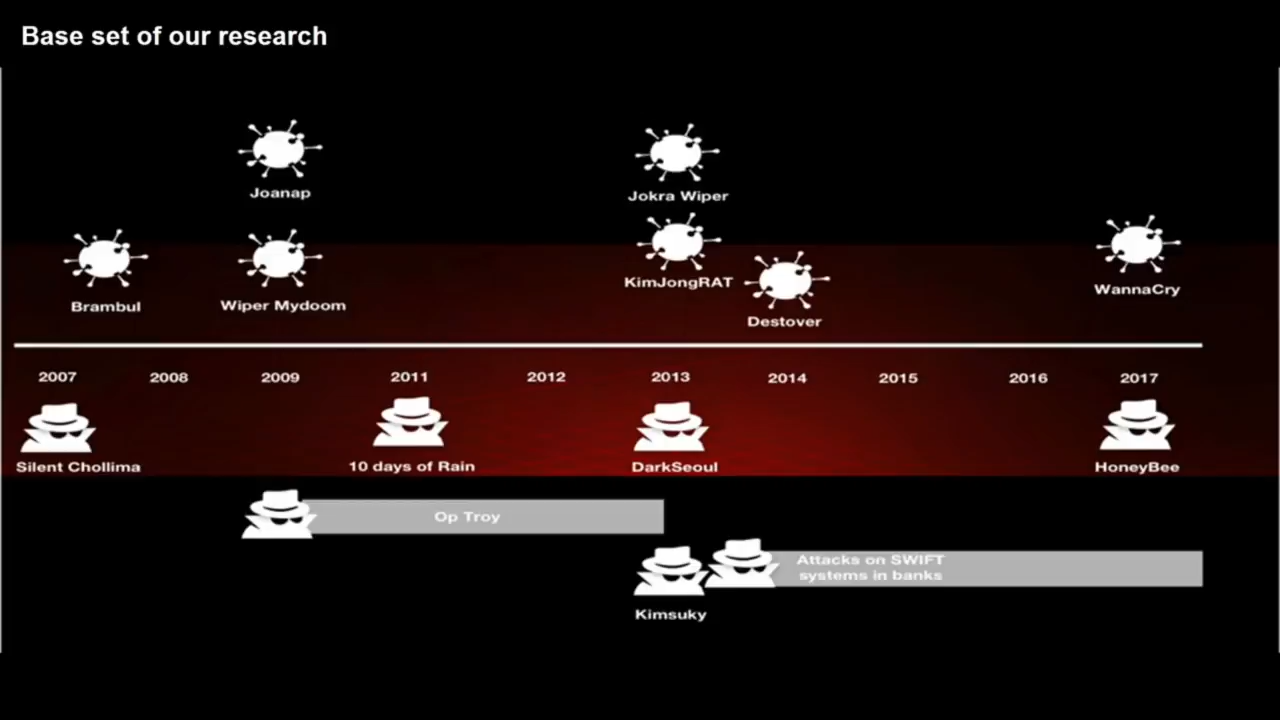 Base set of our research
Joanap
Jokra Wiper
Brambul
Wiper Mydoom
KimJongRAT
Destover
WannaCry
2007 2008 2009 2011 2012 2013 2014 2015 2016 2017
Silent Chollima
10 days of Rain
DarkSeoul
HoneyBee
Op Troy
Attacks on SWIFT
systems in banks
Kimsuky